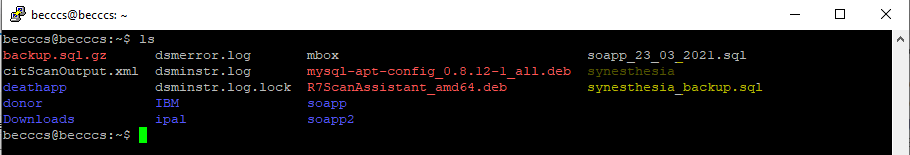 becccs@becccs: ~
becccs@becccs:~$ ls
backup.sql.gz dsmerror.log mbox soapp_23_03_2021.sql
citScanOutput.xml dsminstr.log mysql-apt-config_0.8.12-1_all.deb synesthesia
deathapp dsminstr.log.lock R7ScanAssistant_amd64.deb synesthesia_backup.sql
donor IBM soapp
Downloads ipal soapp2
becccs@becccs:~$